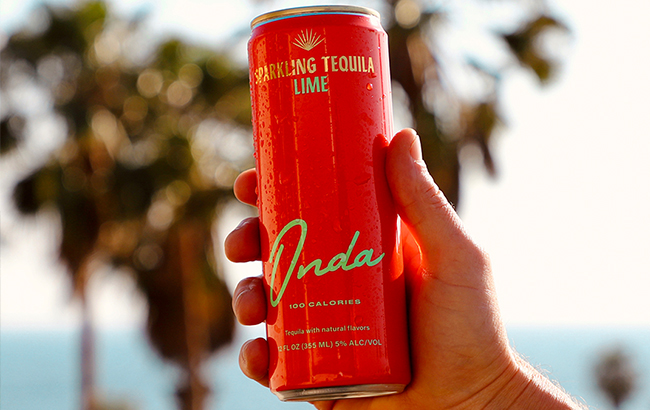 SPARKLING TEQUILA
LIME
Onda
100 CALORIES
Tequila with natural flavors
FL OZ (355 ML) 5% ALC/VOL